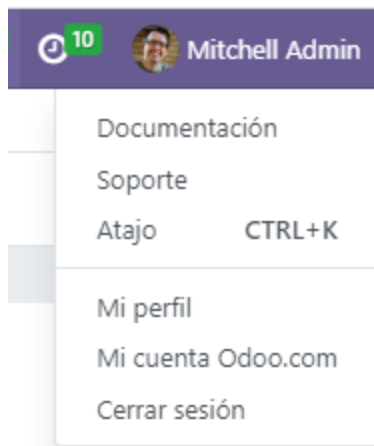 10 Mitchell Admin
Documentación
Soporte
Atajo CTRL+K
Mi perfil
Mi cuenta Odoo.com
Cerrar sesión